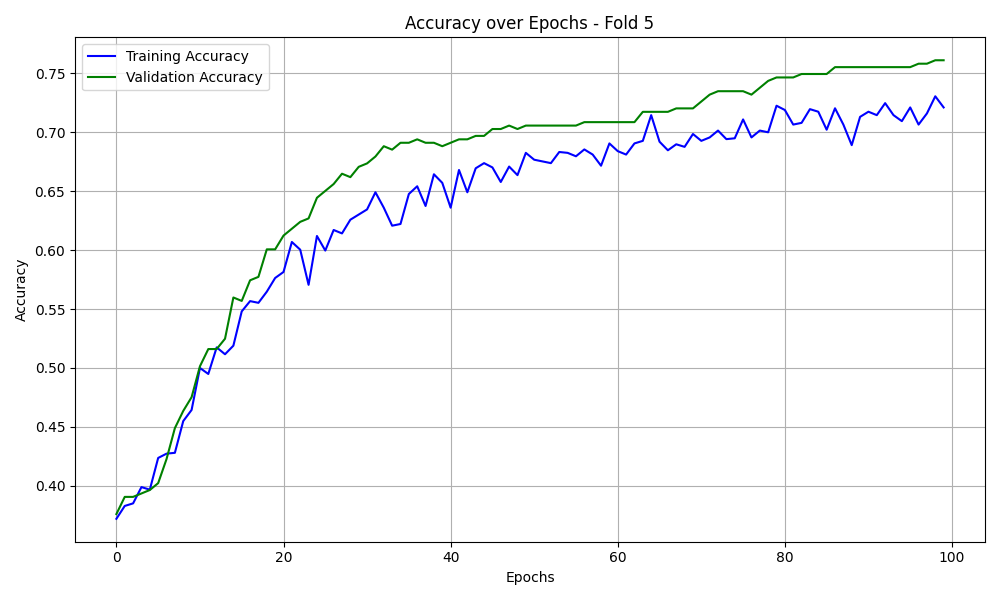 Accuracy over Epochs - Fold 5
Training Accuracy
Validation Accuracy
Accuracy
0.75
0.70
0.65
0.60
0.55
0.50
0.45
0.40
0
20
40
60
80
100
Epochs